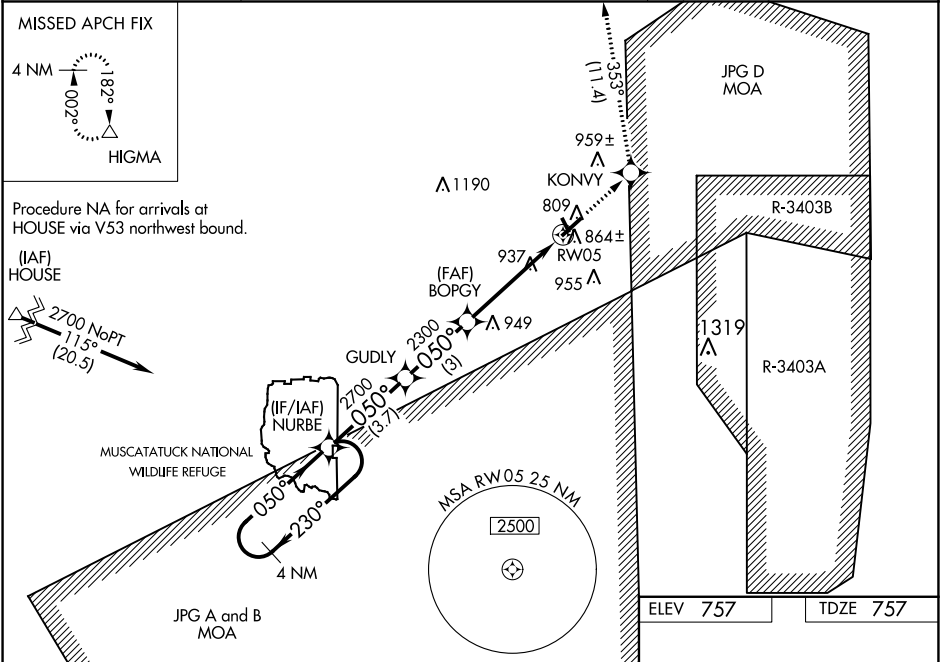 MISSED APCH FIX
4 NM
182°
002°
HIGMA
Procedure NA for arrivals at
HOUSE via V53 northwest bound.
(IAF)
HOUSE
2700 NoPT
115°
(20.5)
353°
(11.4)
JPG D
MOA
959±
KONVY
1190
809
R-3403B
864±
RW05
937
955
(FAF)
BOPGY
949
2300
050°
(3)
GUDLY
1319
R-3403A
2700
050°
(3.7)
(IF/IAF)
NURBE
MUSCATATUCK NATIONAL
WILDLIFE REFUGE
050°
230°
4 NM
MSA RW05 25 NM
2500
JPG A and B
MOA
ELEV 757
TDZE 757